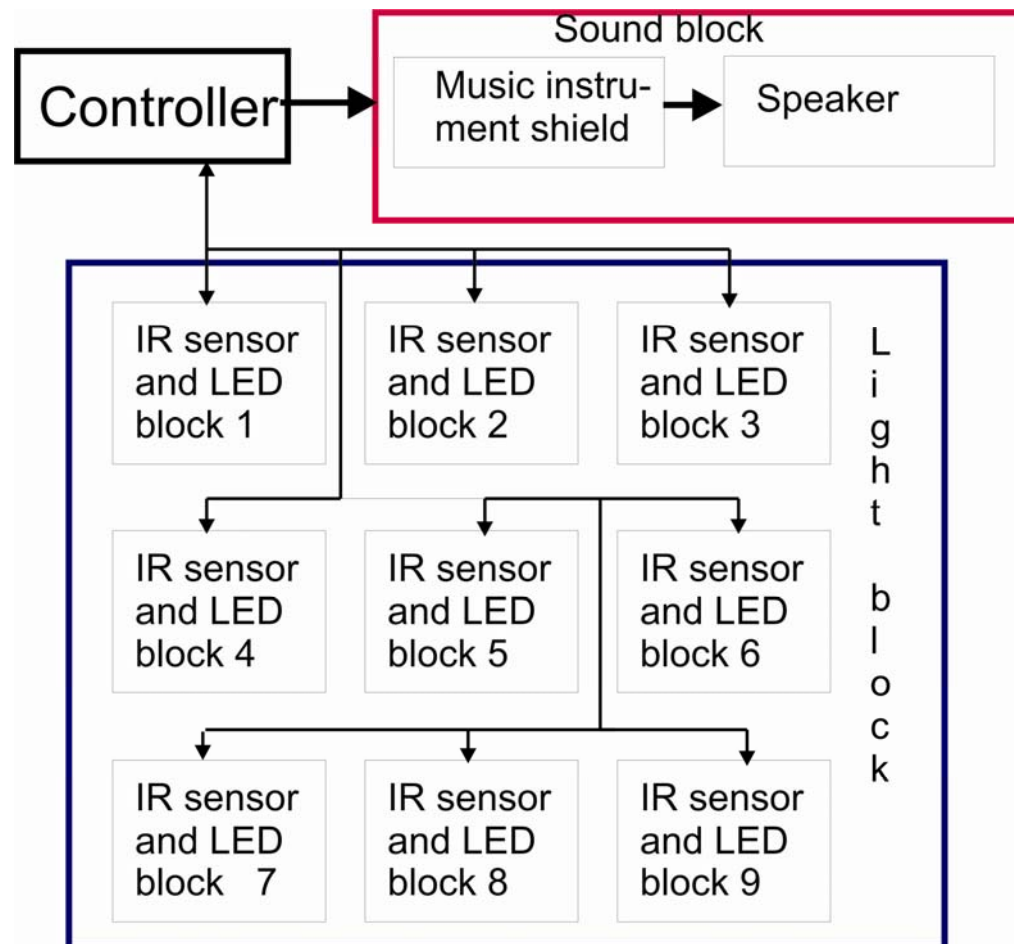 Sound block
Controller
Music instru-
ment shield
Speaker
IR sensor
and LED
block 1
IR sensor
and LED
block 2
IR sensor
and LED
block 3
Light block
IR sensor
and LED
block 4
IR sensor
and LED
block 5
IR sensor
and LED
block 6
IR sensor
and LED
block 7
IR sensor
and LED
block 8
IR sensor
and LED
block 9